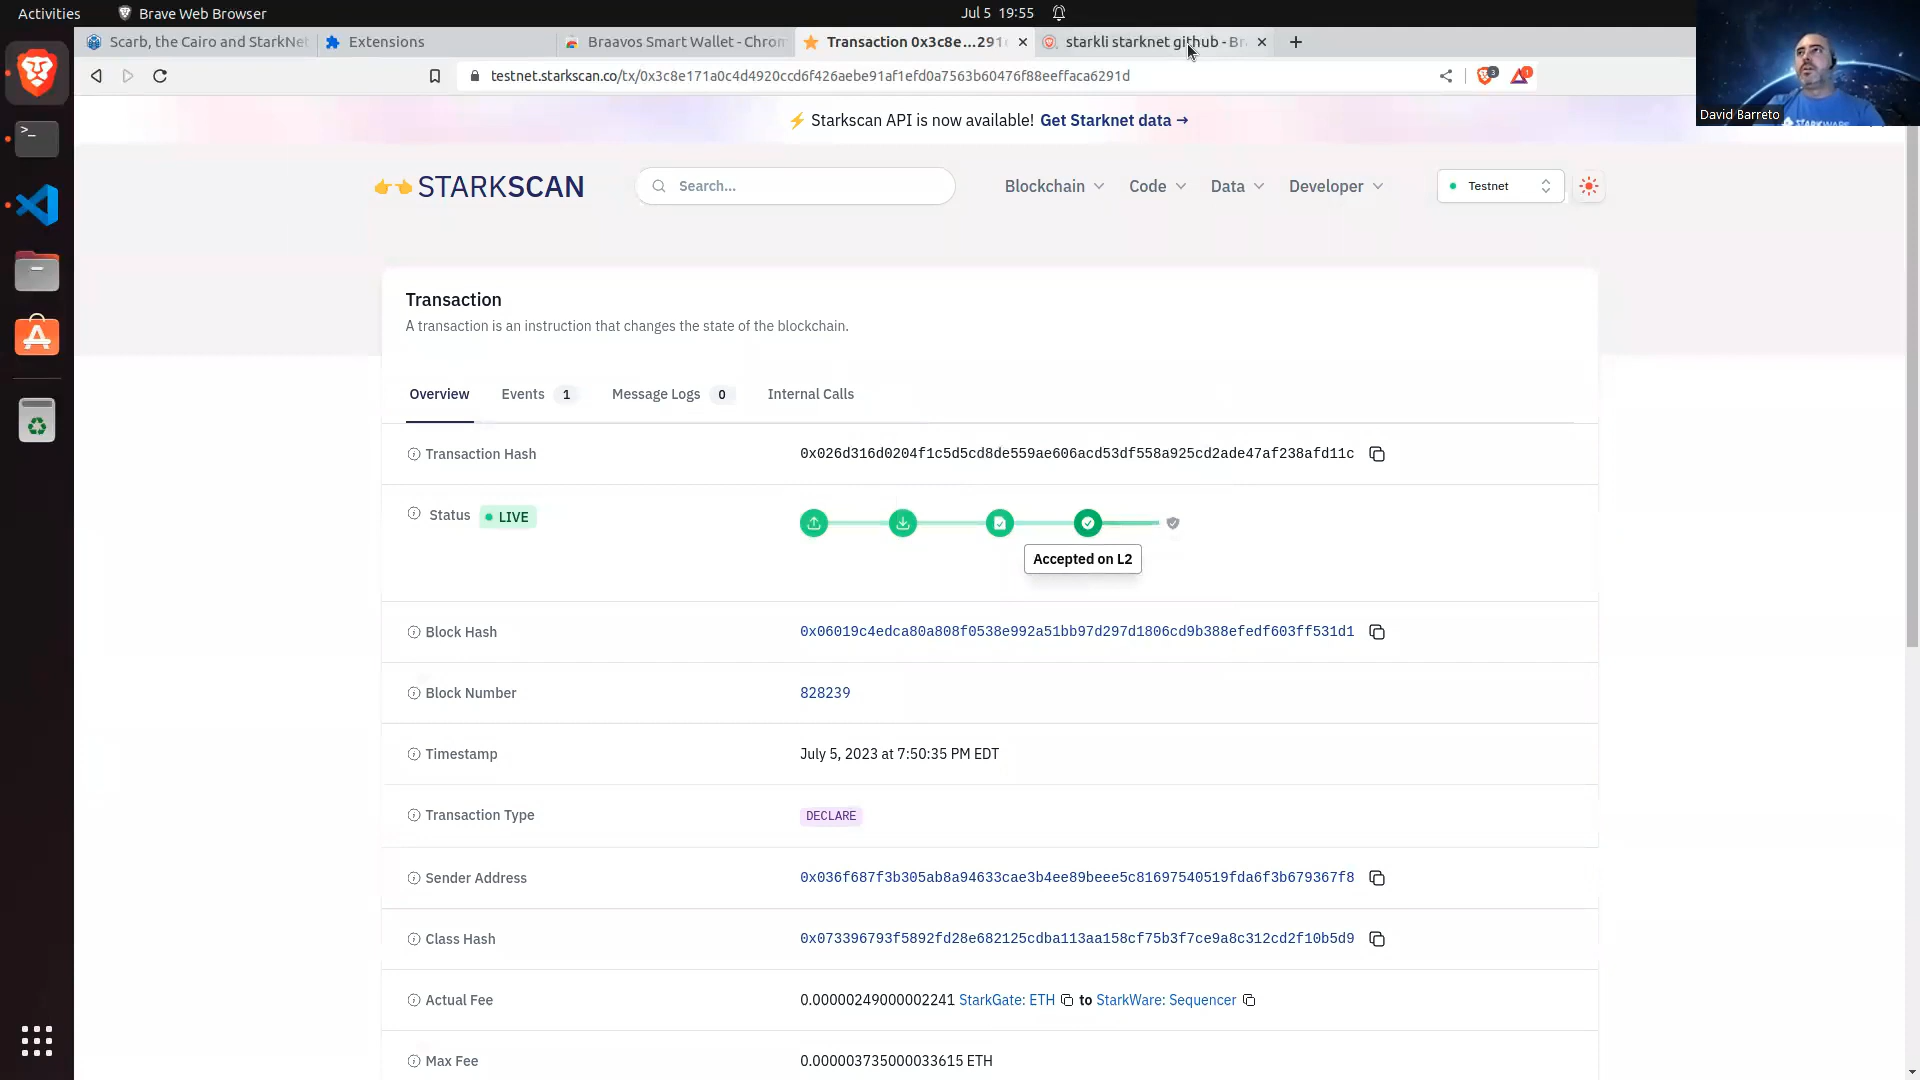 Activities
Brave Web Browser
Jul 5 19:55
Scarb, the Cairo and StarkNet
Extensions
Braavos Smart Wallet - Chrom
Transaction 0x3c8e...291
starkli starknet github - Br
testnet.starkscan.co/tx/0x3c8e171a0c4d4920ccd6f426aebe91af1efd0a7563b60476f88eeffaca6291d
3
1
David Barreto
STARKWARE
⚡ Starkscan API is now available! Get Starknet data →
STARKSCAN
Search...
Blockchain
Code
Data
Developer
Testnet
Transaction
A transaction is an instruction that changes the state of the blockchain.
Overview
Events 1
Message Logs 0
Internal Calls
Transaction Hash
0x026d316d0204f1c5d5cd8de559ae606acd53df558a925cd2ade47af238afd11c
Status
LIVE
Accepted on L2
Block Hash
0x06019c4edca80a808f0538e992a51bb97d297d1806cd9b388efedf603ff531d1
Block Number
828239
Timestamp
July 5, 2023 at 7:50:35 PM EDT
Transaction Type
DECLARE
Sender Address
0x036f687f3b305ab8a94633cae3b4ee89beee5c81697540519fda6f3b679367f8
Class Hash
0x073396793f5892fd28e682125cdba113aa158cf75b3f7ce9a8c312cd2f10b5d9
Actual Fee
0.00000249000002241 StarkGate: ETH to StarkWare: Sequencer
Max Fee
0.000003735000033615 ETH